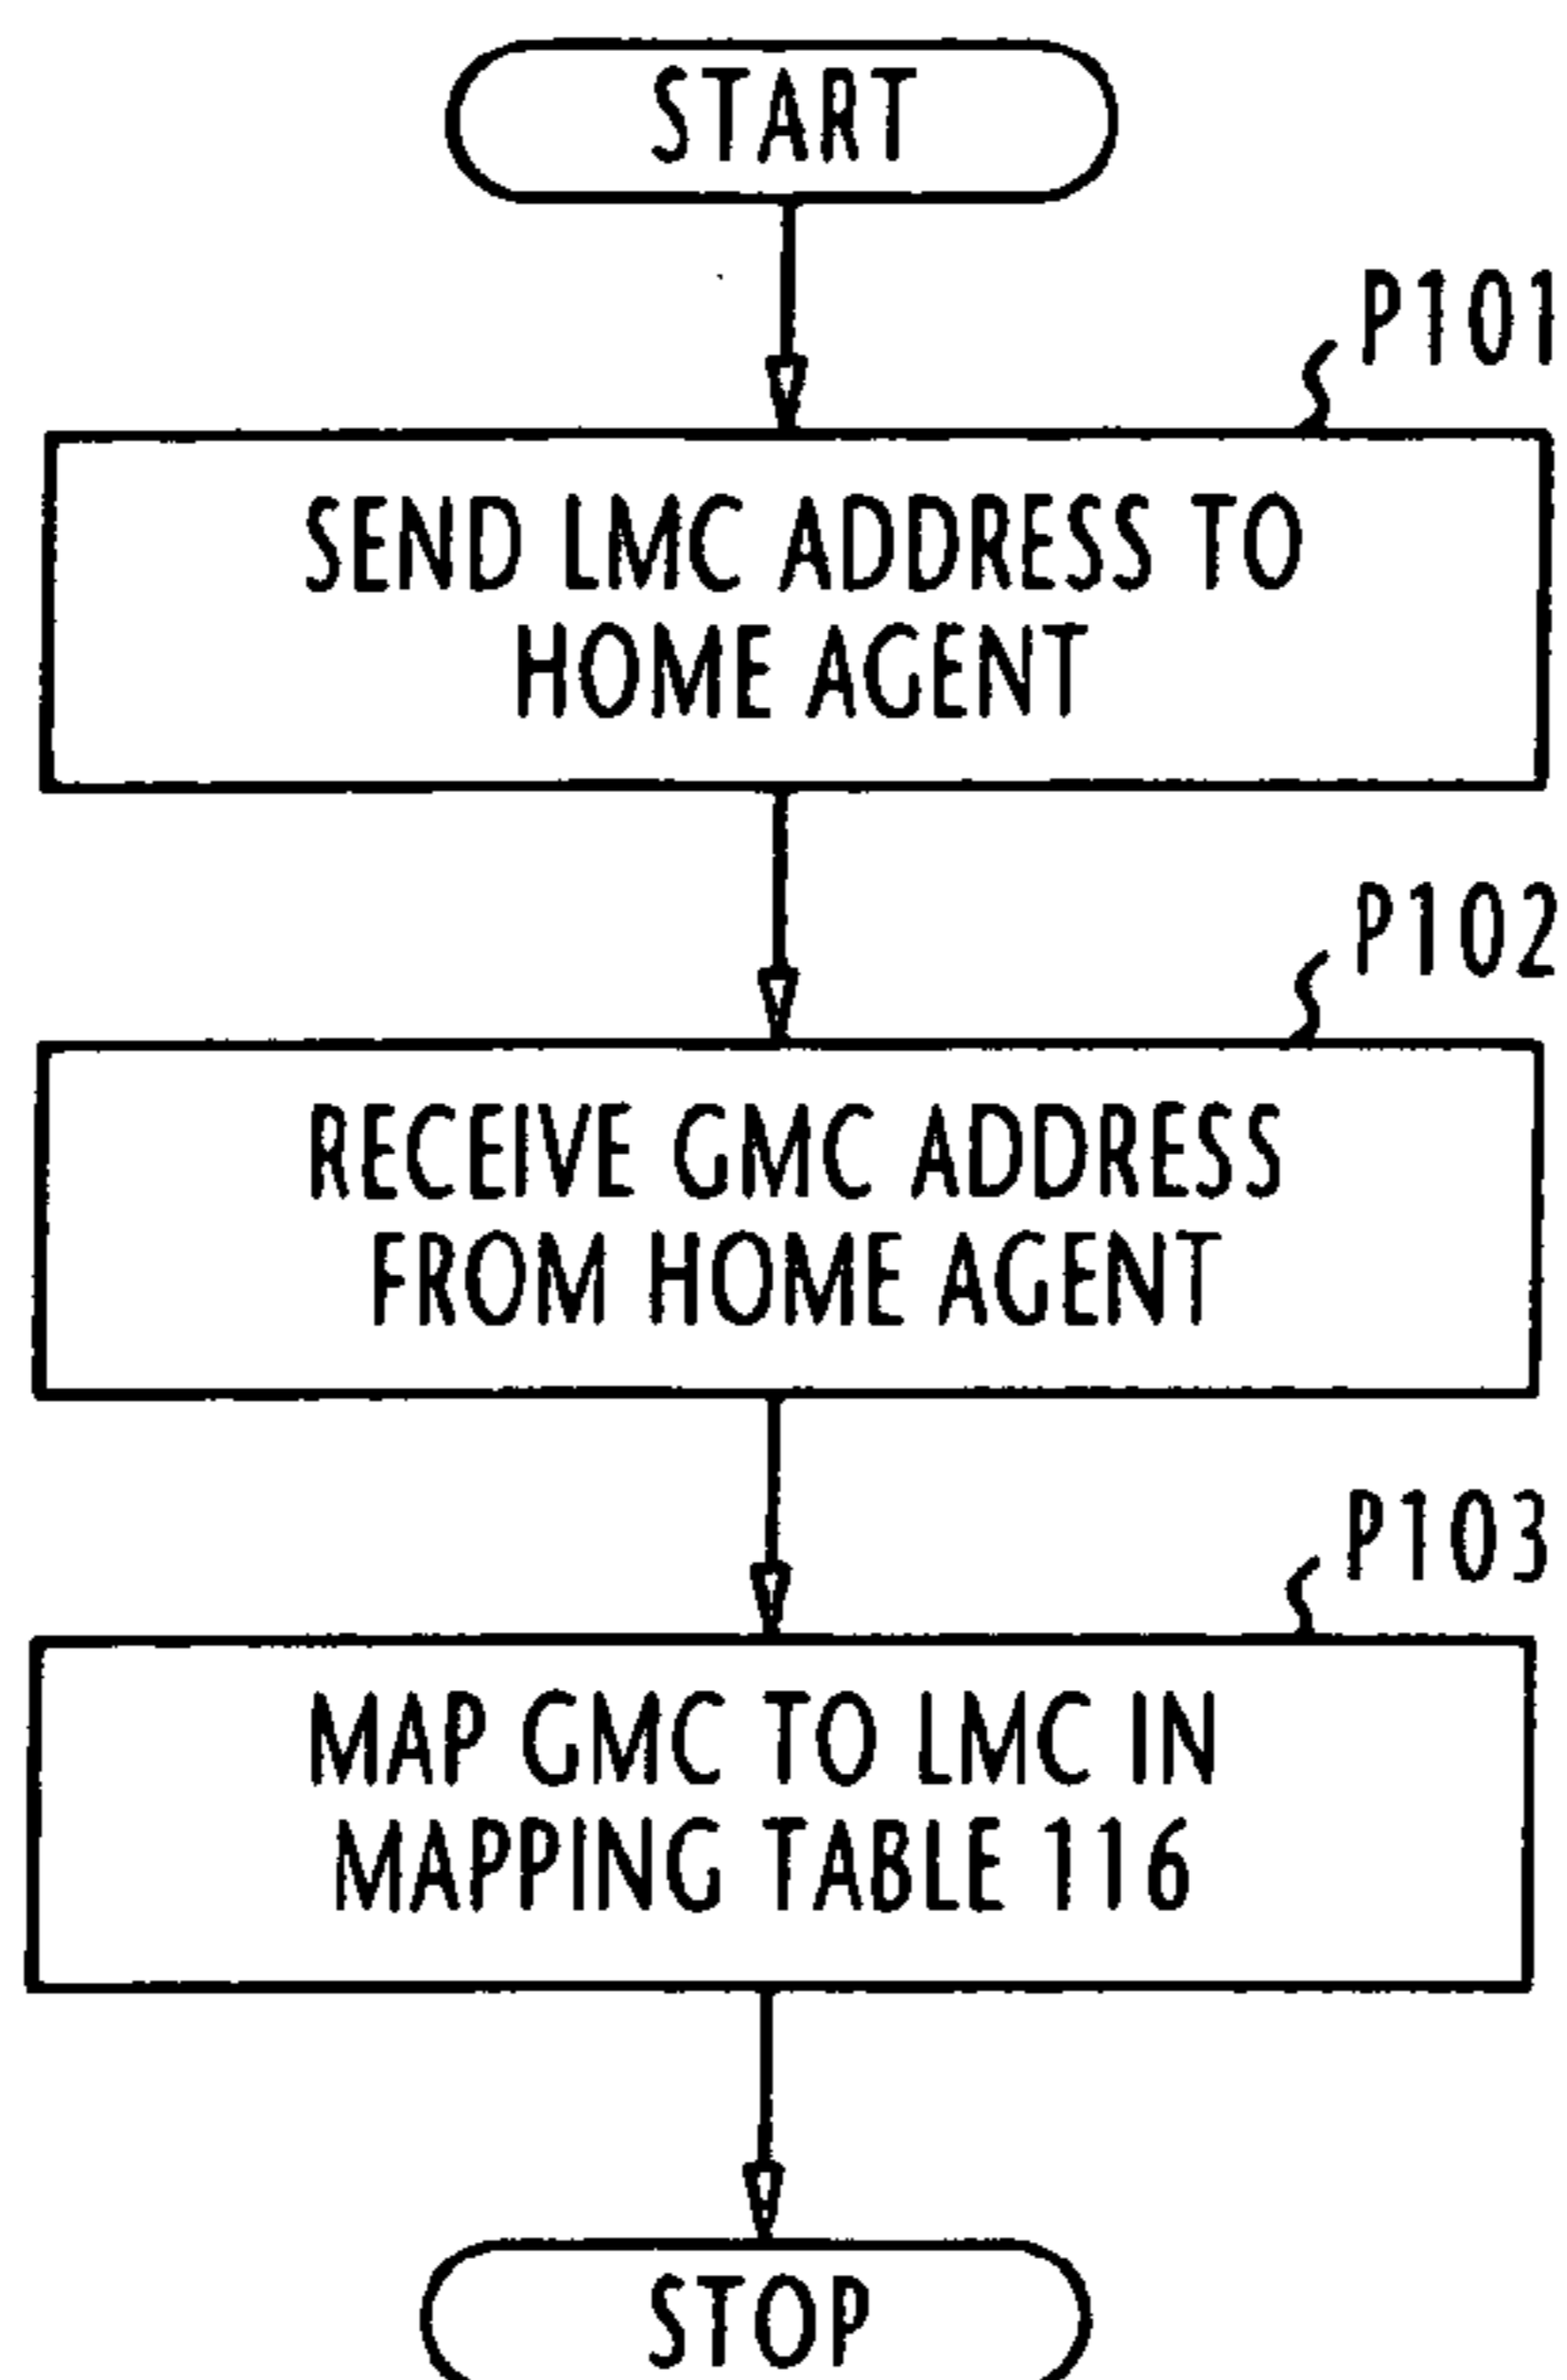 START
P101
SEND LMC ADDRESS TO
HOME AGENT
P102
RECEIVE GMC ADDRESS
FROM HOME AGENT
P103
MAP GMC TO LMC IN
MAPPING TABLE 116
STOP